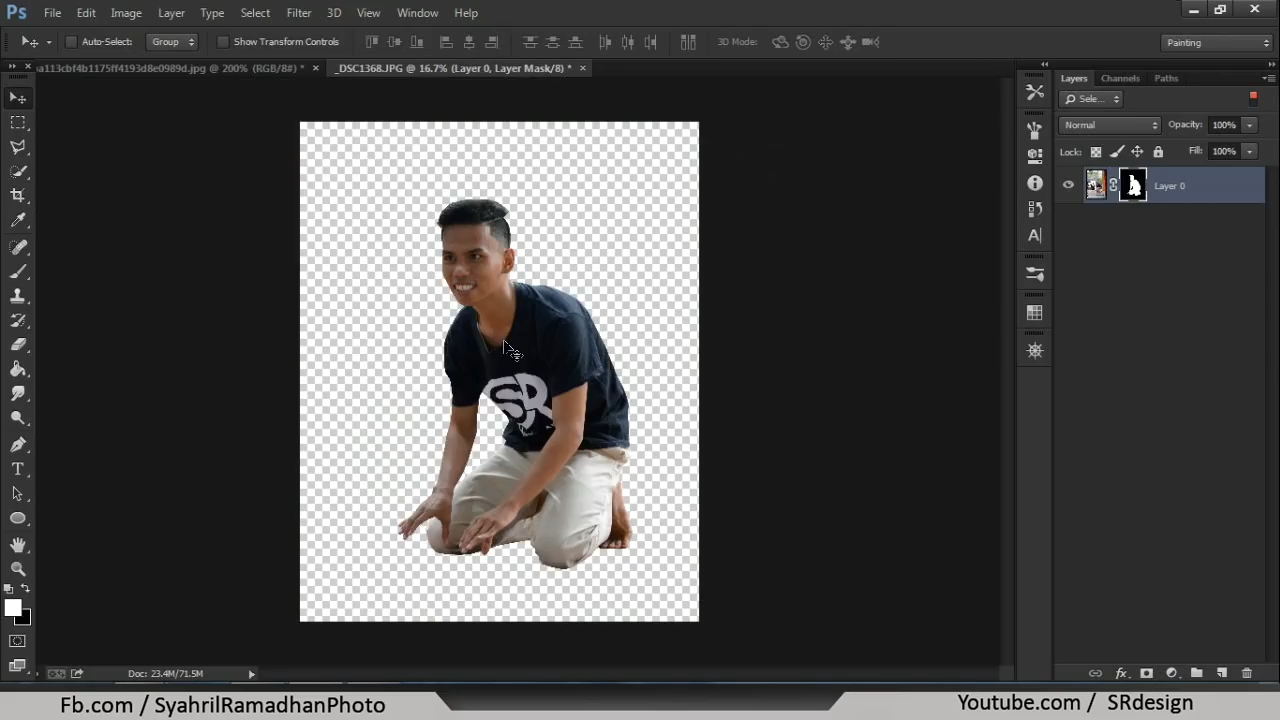 Ps File Edit Image Layer Type Select Filter 3D View Window Help
Auto-Select: Group Show Transform Controls 3D Mode: Painting
a113cbf4b1175ff4193d8e0989d.jpg @ 200% (RGB/8#) * × _DSC1368.JPG @ 16.7% (Layer 0, Layer Mask/8) * ×
Layers Channels Paths
Sele...
Normal Opacity: 100%
Lock: Fill: 100%
Layer 0
SR
Doc: 23.4M/71.5M
Fb.com / SyahrilRamadhanPhoto
Youtube.com / SRdesign